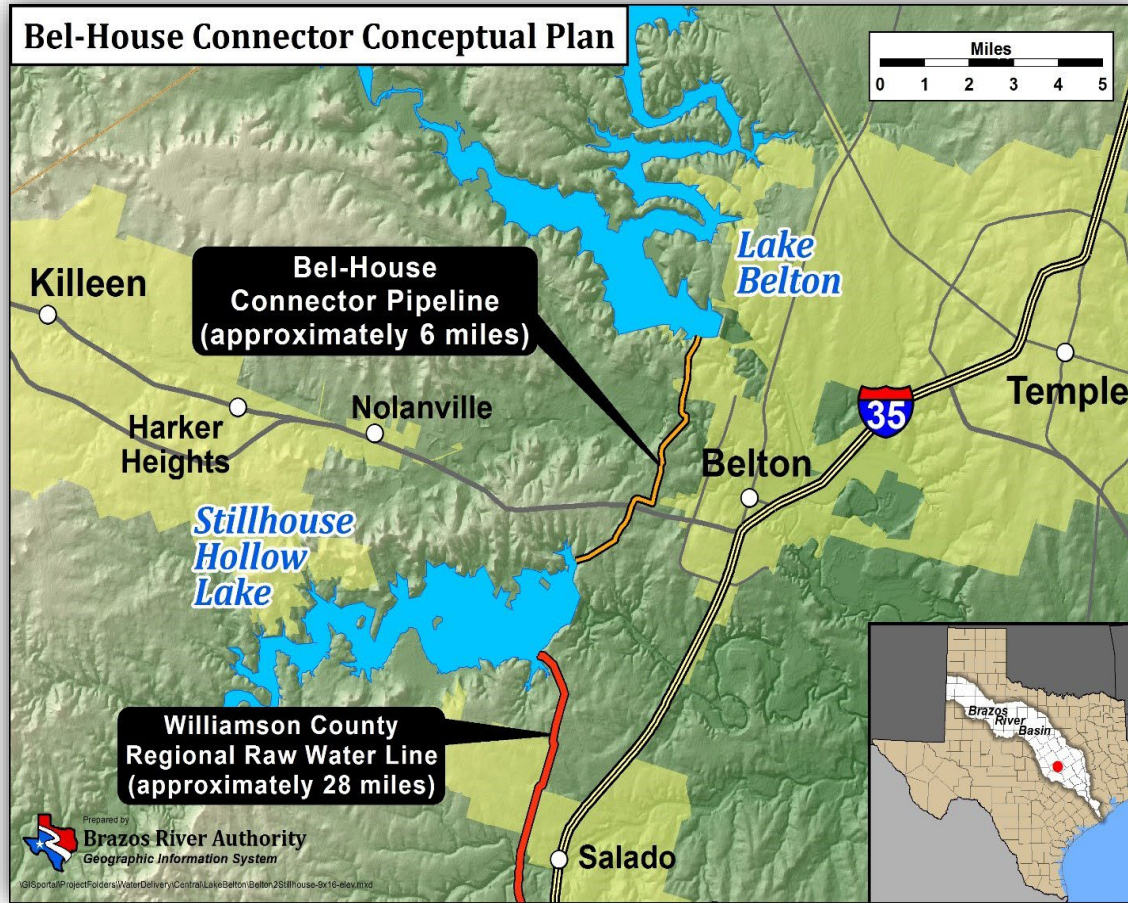 Bel-House Connector Conceptual Plan
Miles
0 1 2 3 4 5
Lake
Belton
Bel-House
Connector Pipeline
(approximately 6 miles)
Killeen
Temple
35
Harker
Heights
Nolanville
Belton
Stillhouse
Hollow
Lake
Williamson County
Regional Raw Water Line
(approximately 28 miles)
Salado
Brazos
River
Basin
Prepared by
Brazos River Authority
Geographic Information System
\\GISportal\ProjectFolders\WaterDelivery\Central\LakeBelton\Belton2Stillhouse-9x16-elev.mxd